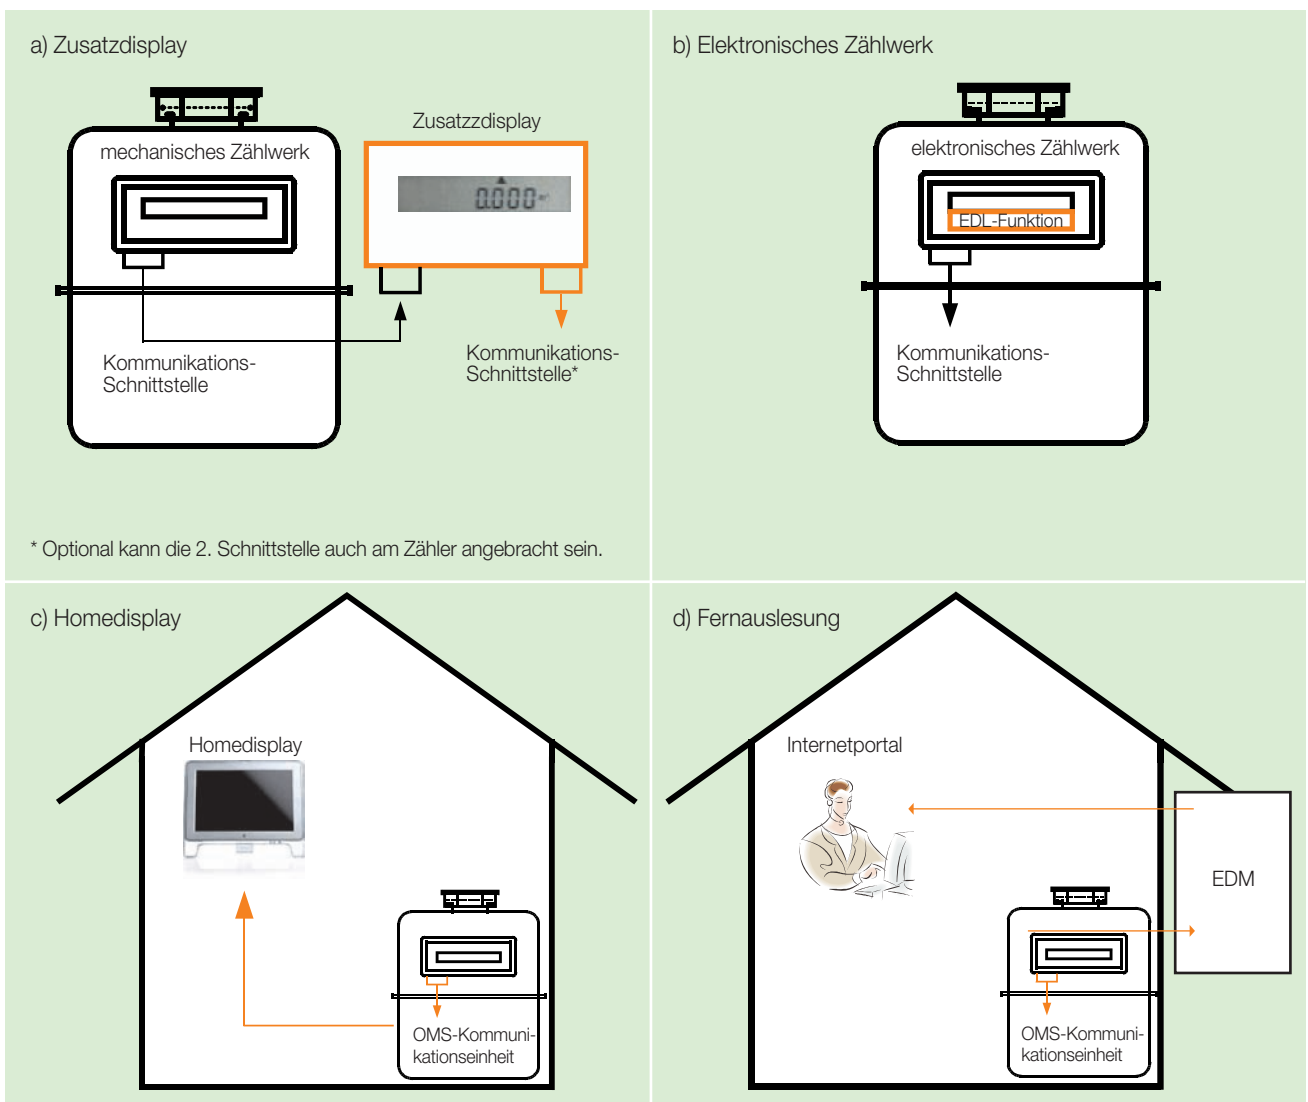 a) Zusatzdisplay
Zusatzzdisplay
mechanisches Zählwerk
0.000 m³
Kommunikations-
Schnittstelle
Kommunikations-
Schnittstelle*
* Optional kann die 2. Schnittstelle auch am Zähler angebracht sein.
b) Elektronisches Zählwerk
elektronisches Zählwerk
EDL-Funktion
Kommunikations-
Schnittstelle
c) Homedisplay
Homedisplay
OMS-Kommuni-
kationseinheit
d) Fernauslesung
Internetportal
EDM
OMS-Kommuni-
kationseinheit